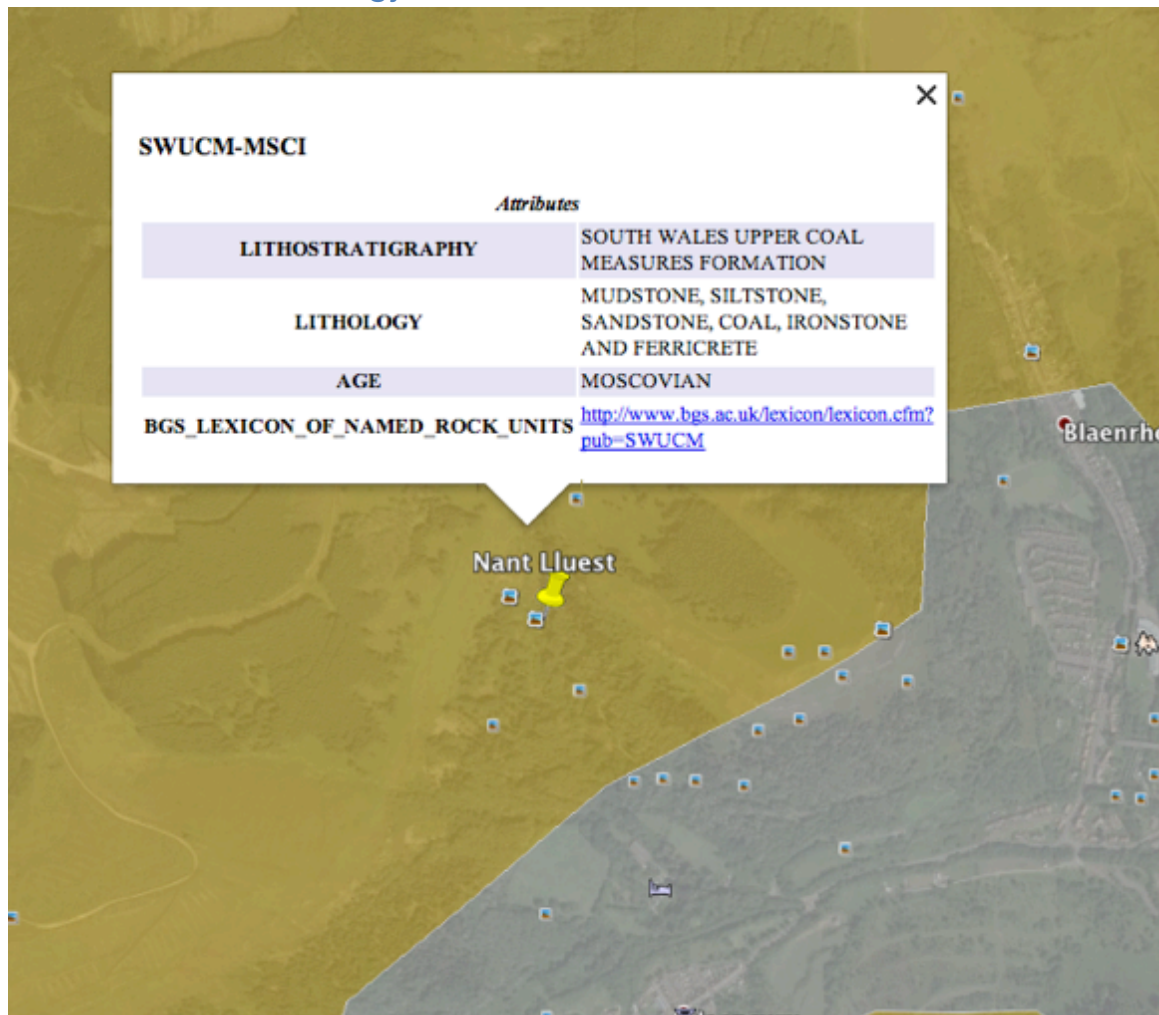 SWUCM-MSCI
Attributes
LITHOSTRATIGRAPHY
SOUTH WALES UPPER COAL
MEASURES FORMATION
LITHOLOGY
MUDSTONE, SILTSTONE,
SANDSTONE, COAL, IRONSTONE
AND FERRICRETE
AGE
MOSCOVIAN
BGS_LEXICON_OF_NAMED_ROCK_UNITS
http://www.bgs.ac.uk/lexicon/lexicon.cfm?
pub=SWUCM
Blaenrho
Nant Lluest